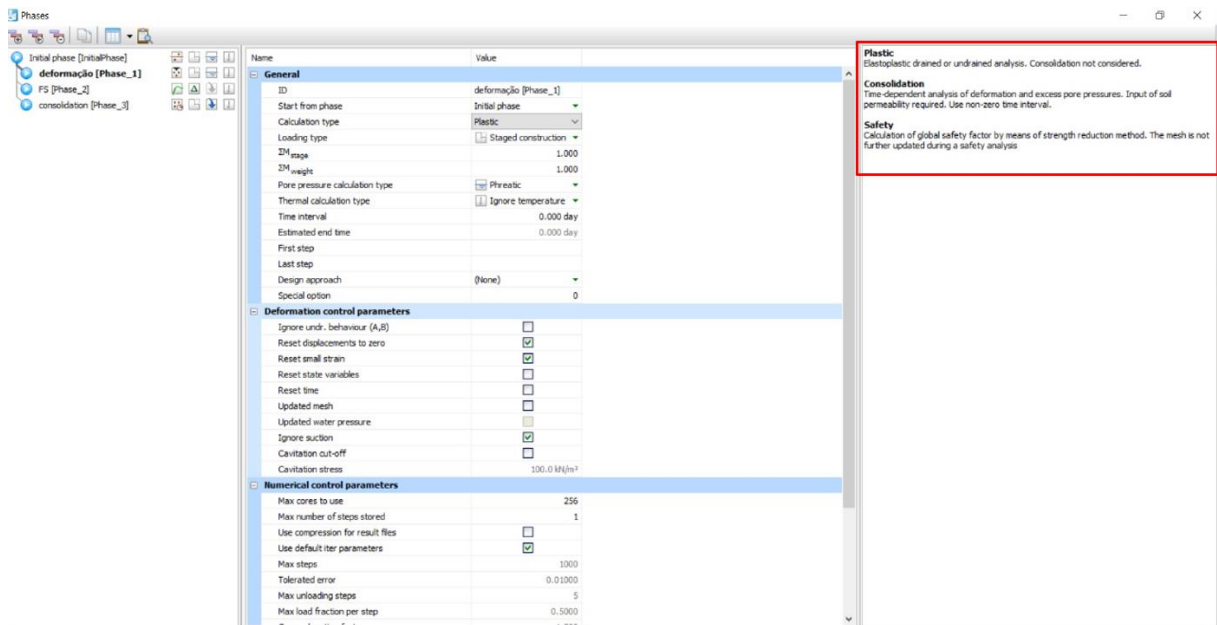 Phases
Initial phase [InitialPhase]
deformação [Phase_1]
FS [Phase_2]
consolidation [Phase_3]
Name Value
General
ID deformação [Phase_1]
Start from phase Initial phase
Calculation type Plastic
Loading type Staged construction
ΣMstage 1.000
ΣMweight 1.000
Pore pressure calculation type Phreatic
Thermal calculation type Ignore temperature
Time interval 0.000 day
Estimated end time 0.000 day
First step
Last step
Design approach (None)
Special option 0
Deformation control parameters
Ignore undr. behaviour (A,B)
Reset displacements to zero
Reset small strain
Reset state variables
Reset time
Updated mesh
Updated water pressure
Ignore suction
Cavitation cut-off
Cavitation stress 100.0 kN/m²
Numerical control parameters
Max cores to use 256
Max number of steps stored 1
Use compression for result files
Use default iter parameters
Max steps 1000
Tolerated error 0.01000
Max unloading steps 5
Max load fraction per step 0.5000
Plastic
Elastoplastic drained or undrained analysis. Consolidation not considered.
Consolidation
Time-dependent analysis of deformation and excess pore pressures. Input of soil
permeability required. Use non-zero time interval.
Safety
Calculation of global safety factor by means of strength reduction method. The mesh is not
further updated during a safety analysis